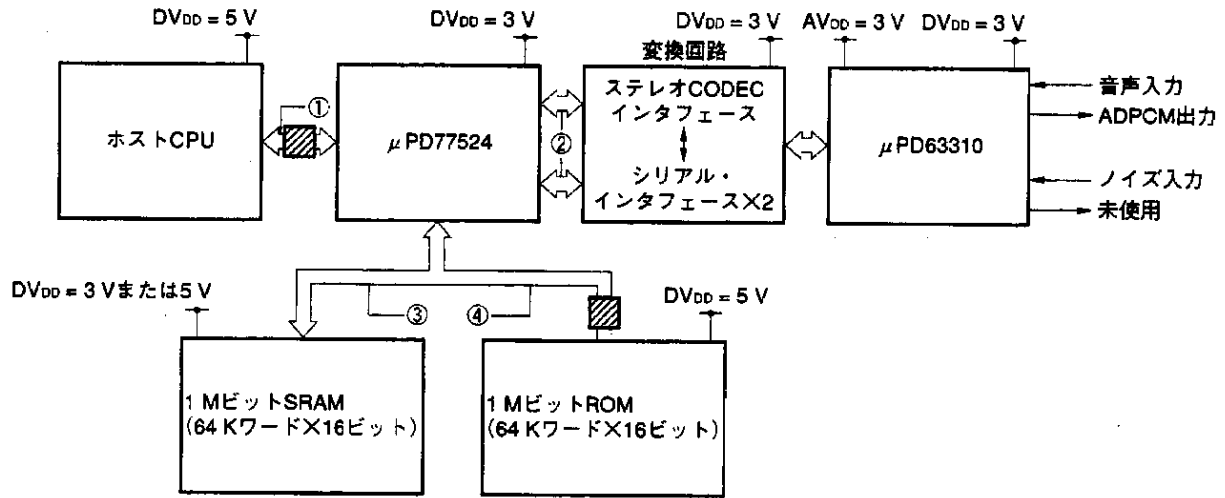 DVDD = 5 V
DVDD = 3 V
DVDD = 3 V
AVDD = 3 V
DVDD = 3 V
変換回路
ホストCPU
①
μPD77524
②
ステレオCODEC
インタフェース
シリアル・
インタフェース×2
μPD63310
音声入力
ADPCM出力
ノイズ入力
未使用
DVDD = 3 Vまたは5 V
③
④
DVDD = 5 V
1 MビットSRAM
(64 Kワード×16ビット)
1 MビットROM
(64 Kワード×16ビット)